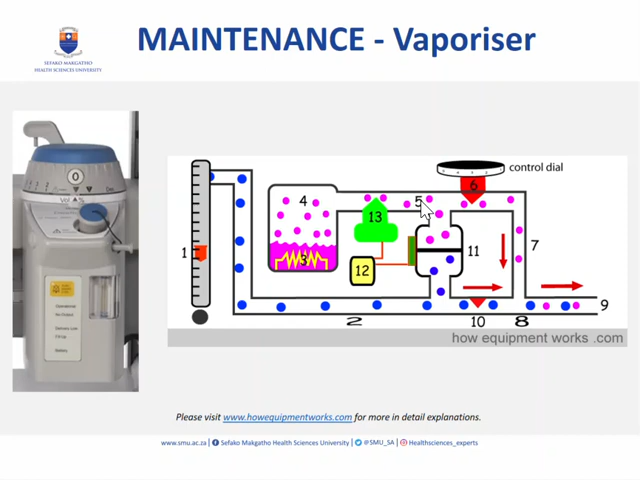 SEFAKO MAKGATHO
HEALTH SCIENCES UNIVERSITY
MAINTENANCE - Vaporiser
0
control dial
1
2
3
4
5
6
7
8
9
10
11
12
13
how equipment works .com
Please visit www.howequipmentworks.com for more in detail explanations.
www.smu.ac.za | Sefako Makgatho Health Sciences University | @SMU_SA | Healthsciences_experts